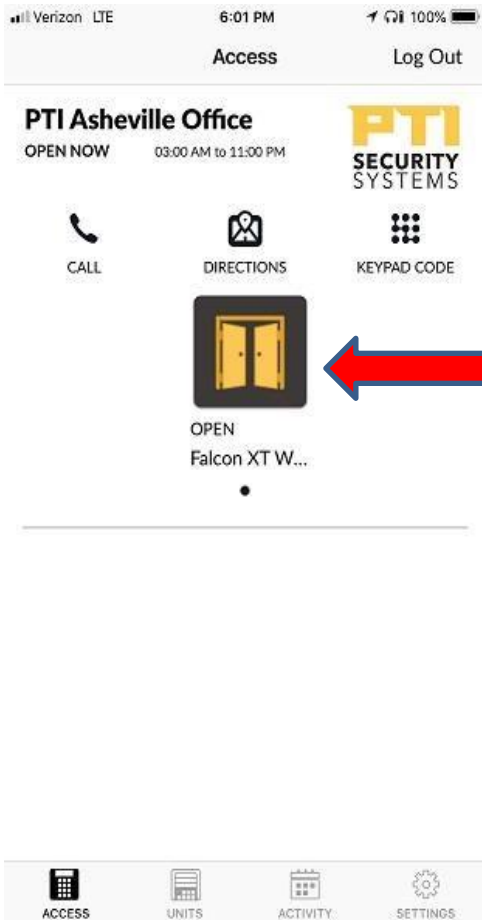 Verizon LTE 6:01 PM 100%
Access Log Out
PTI Asheville Office
OPEN NOW 03:00 AM to 11:00 PM
PTI
SECURITY
SYSTEMS
CALL DIRECTIONS KEYPAD CODE
OPEN
Falcon XT W...
ACCESS UNITS ACTIVITY SETTINGS